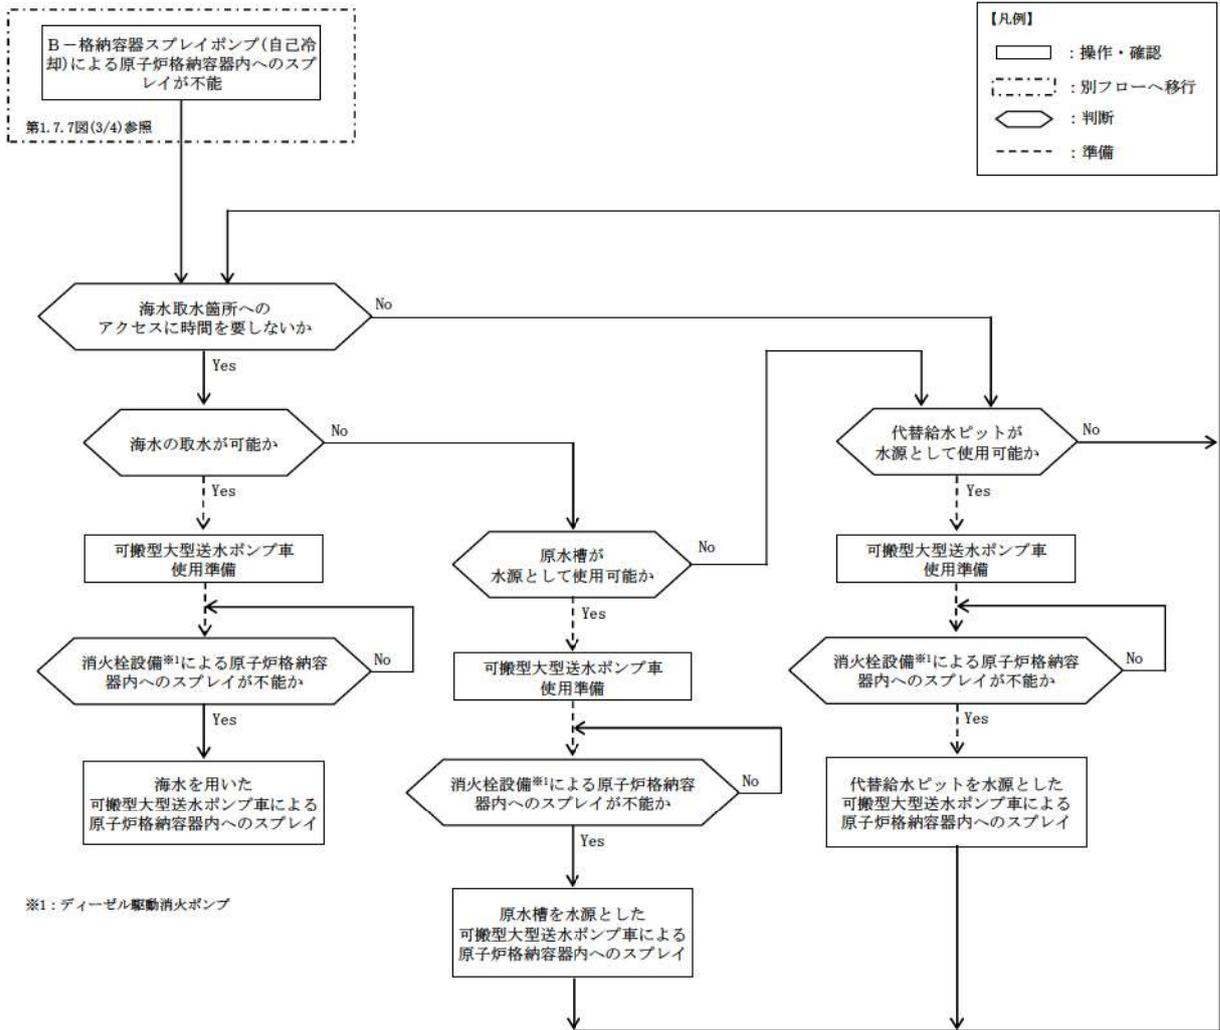 B－格納容器スプレイポンプ(自己冷
却)による原子炉格納容器内へのスプ
レイが不能
第1.7.7図(3/4)参照
【凡例】
：操作・確認
：別フローへ移行
：判断
：準備
海水取水箇所への
アクセスに時間を要しないか
No
Yes
海水の取水が可能か
No
Yes
代替給水ピットが
水源として使用可能か
No
Yes
可搬型大型送水ポンプ車
使用準備
原水槽が
水源として使用可能か
No
Yes
可搬型大型送水ポンプ車
使用準備
消火栓設備※1による原子炉格納容
器内へのスプレイが不能か
No
Yes
可搬型大型送水ポンプ車
使用準備
消火栓設備※1による原子炉格納容
器内へのスプレイが不能か
No
Yes
海水を用いた
可搬型大型送水ポンプ車による
原子炉格納容器内へのスプレイ
消火栓設備※1による原子炉格納容
器内へのスプレイが不能か
No
Yes
代替給水ピットを水源とした
可搬型大型送水ポンプ車による
原子炉格納容器内へのスプレイ
※1：ディーゼル駆動消火ポンプ
原水槽を水源とした
可搬型大型送水ポンプ車による
原子炉格納容器内へのスプレイ